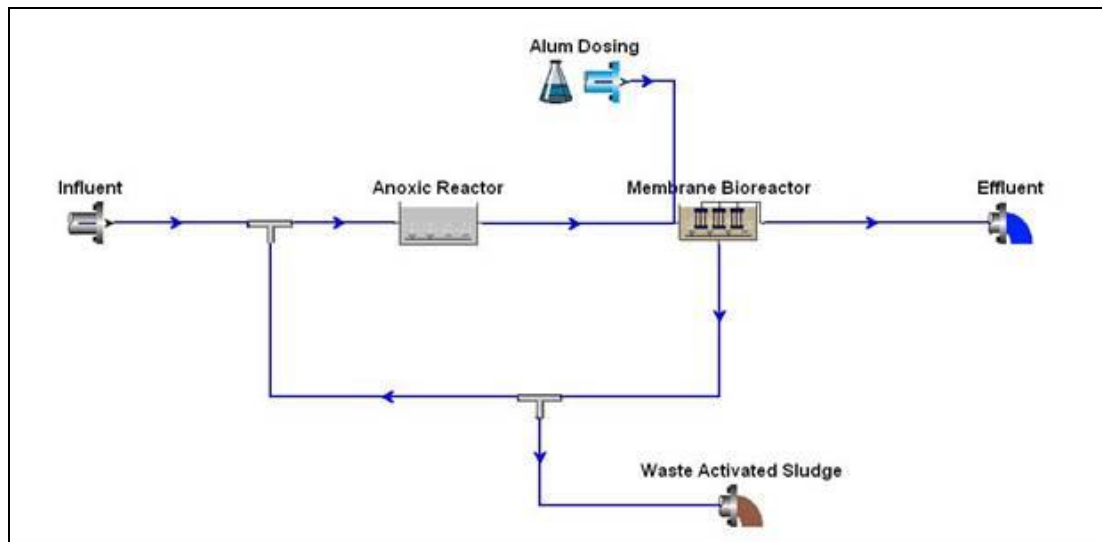 Alum Dosing
Influent
Anoxic Reactor
Membrane Bioreactor
Effluent
Waste Activated Sludge